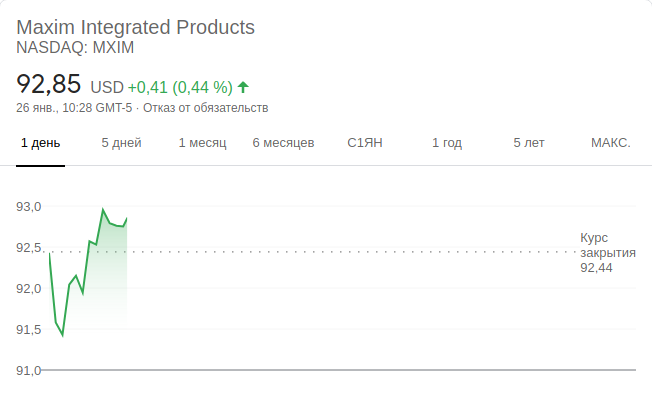 Maxim Integrated Products
NASDAQ: MXIM
92,85 USD +0,41 (0,44 %)
26 янв., 10:28 GMT-5 · Отказ от обязательств
1 день 5 дней 1 месяц 6 месяцев С1ЯН 1 год 5 лет МАКС.
93,0
92,5
92,0
91,5
91,0
Курс
закрытия
92,44